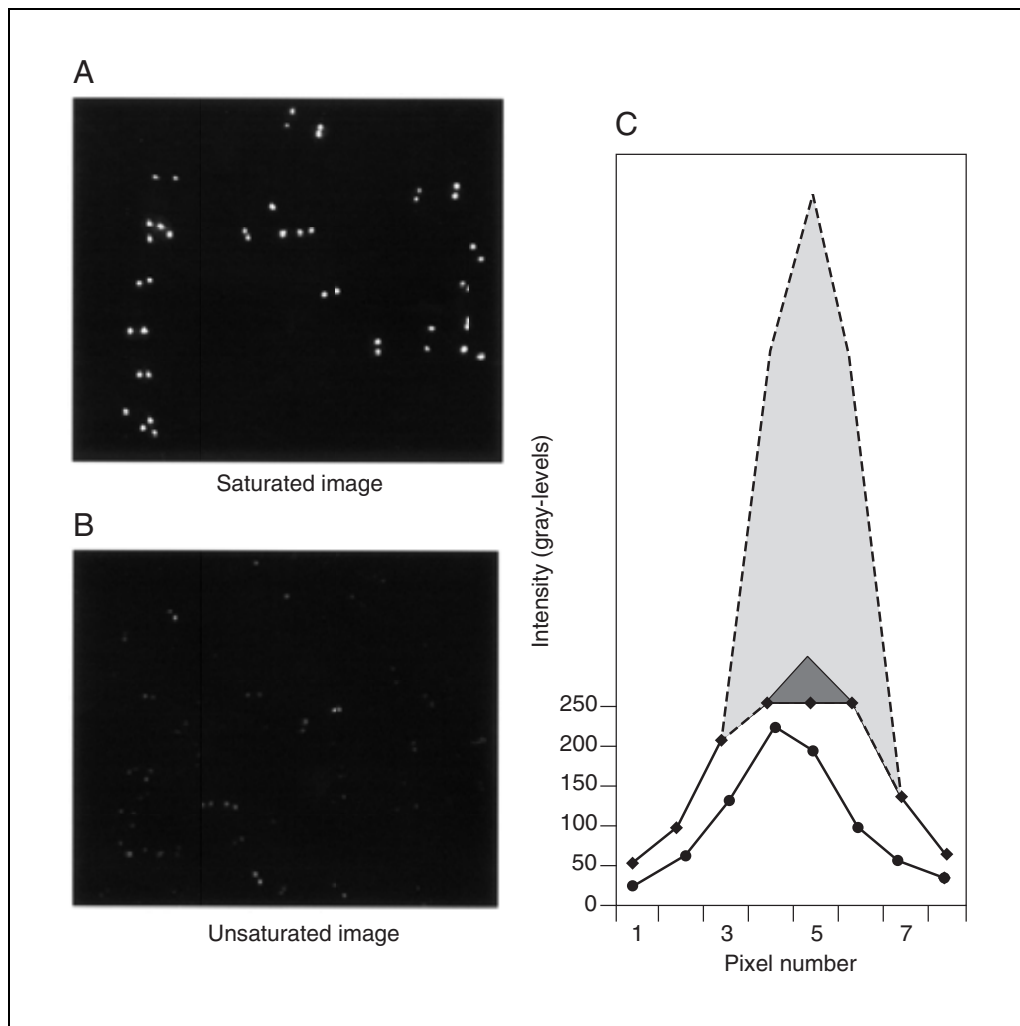 A
Saturated image
B
Unsaturated image
C
Intensity (gray-levels)
250
200
150
100
50
0
1 3 5 7
Pixel number